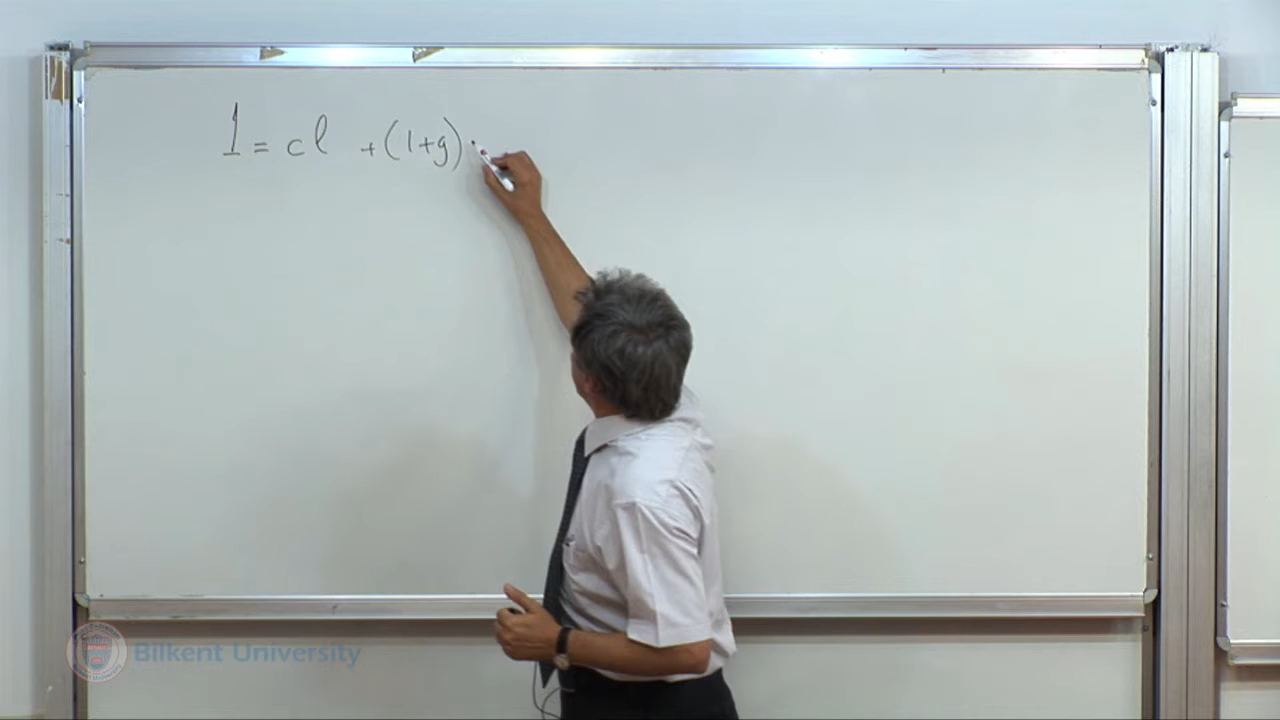 1 = cl + (1+g)
Bilkent University